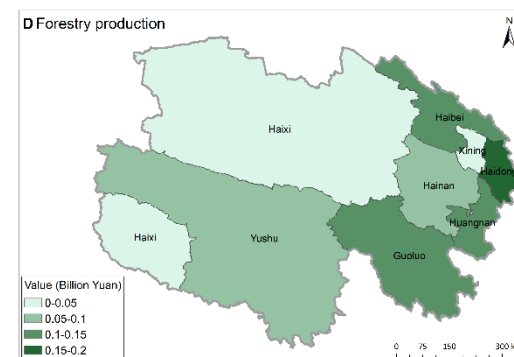 D Forestry production
N
Haixi
Haibei
Xining
Haidong
Hainan
Huangnan
Haixi
Yushu
Guoluo
Value (Billion Yuan)
0-0.05
0.05-0.1
0.1-0.15
0.15-0.2
0 75 150 300 k